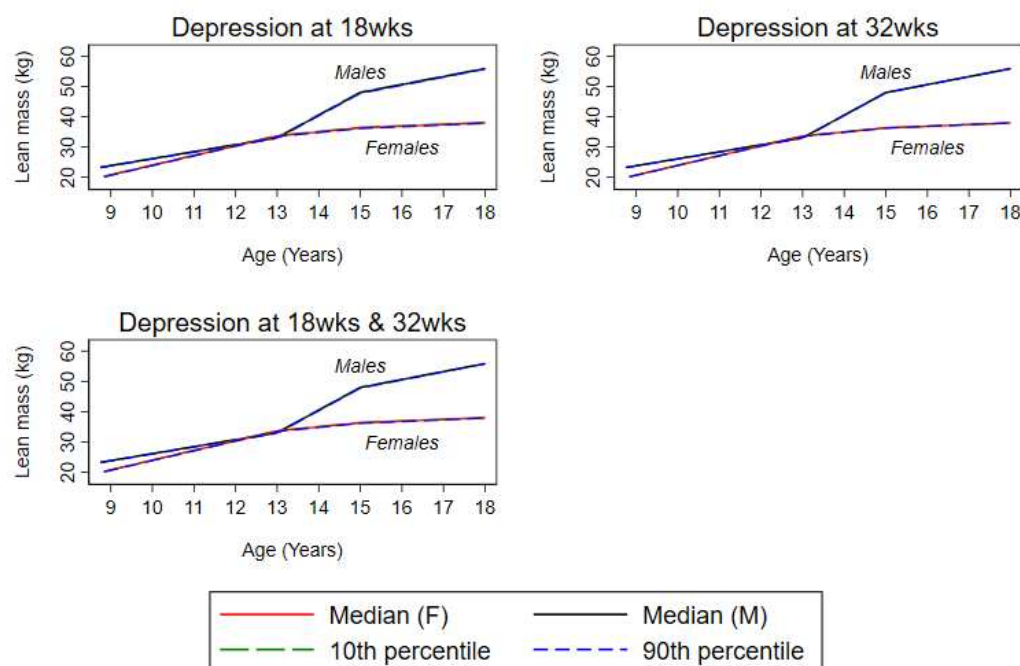 Depression at 18wks
Lean mass (kg)
60
50
40
30
20
Males
Females
9 10 11 12 13 14 15 16 17 18
Age (Years)
Depression at 32wks
Lean mass (kg)
60
50
40
30
20
Males
Females
9 10 11 12 13 14 15 16 17 18
Age (Years)
Depression at 18wks & 32wks
Lean mass (kg)
60
50
40
30
20
Males
Females
9 10 11 12 13 14 15 16 17 18
Age (Years)
Median (F) Median (M)
10th percentile 90th percentile